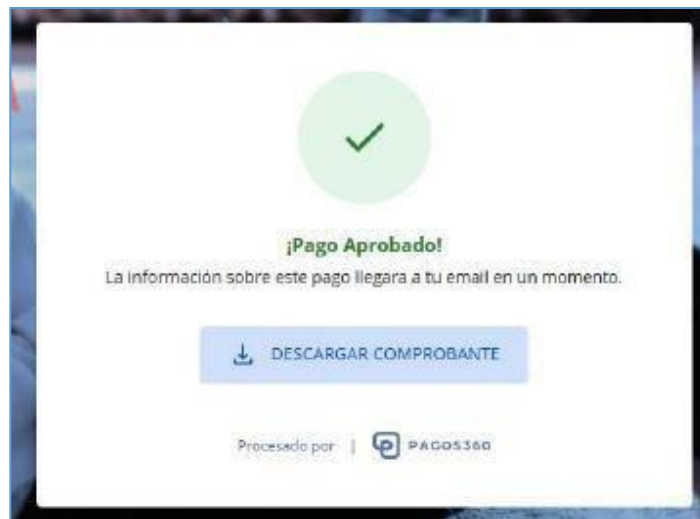 ¡Pago Aprobado!
La información sobre este pago llegara a tu email en un momento.
DESCARGAR COMPROBANTE
Procesado por | PAGOS360